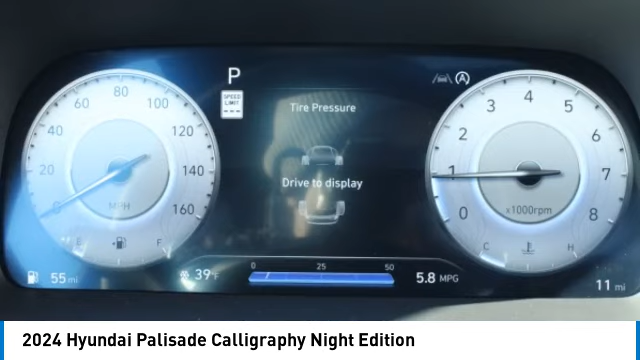 P
SPEED
LIMIT
---
Tire Pressure
Drive to display
0 20 40 60 80 100 120 140 160
MPH
E F
0 1 2 3 4 5 6 7 8
x1000rpm
C H
55 mi
39°F
0 25 50
5.8 MPG
11 mi
2024 Hyundai Palisade Calligraphy Night Edition